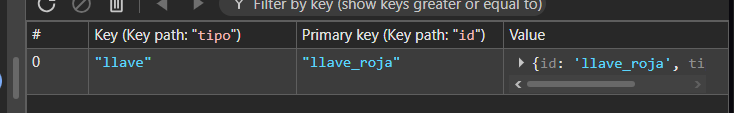 Filter by key (show keys greater or equal to)
# Key (Key path: "tipo") Primary key (Key path: "id") Value
0 "llave" "llave_roja" {id: 'llave_roja', ti